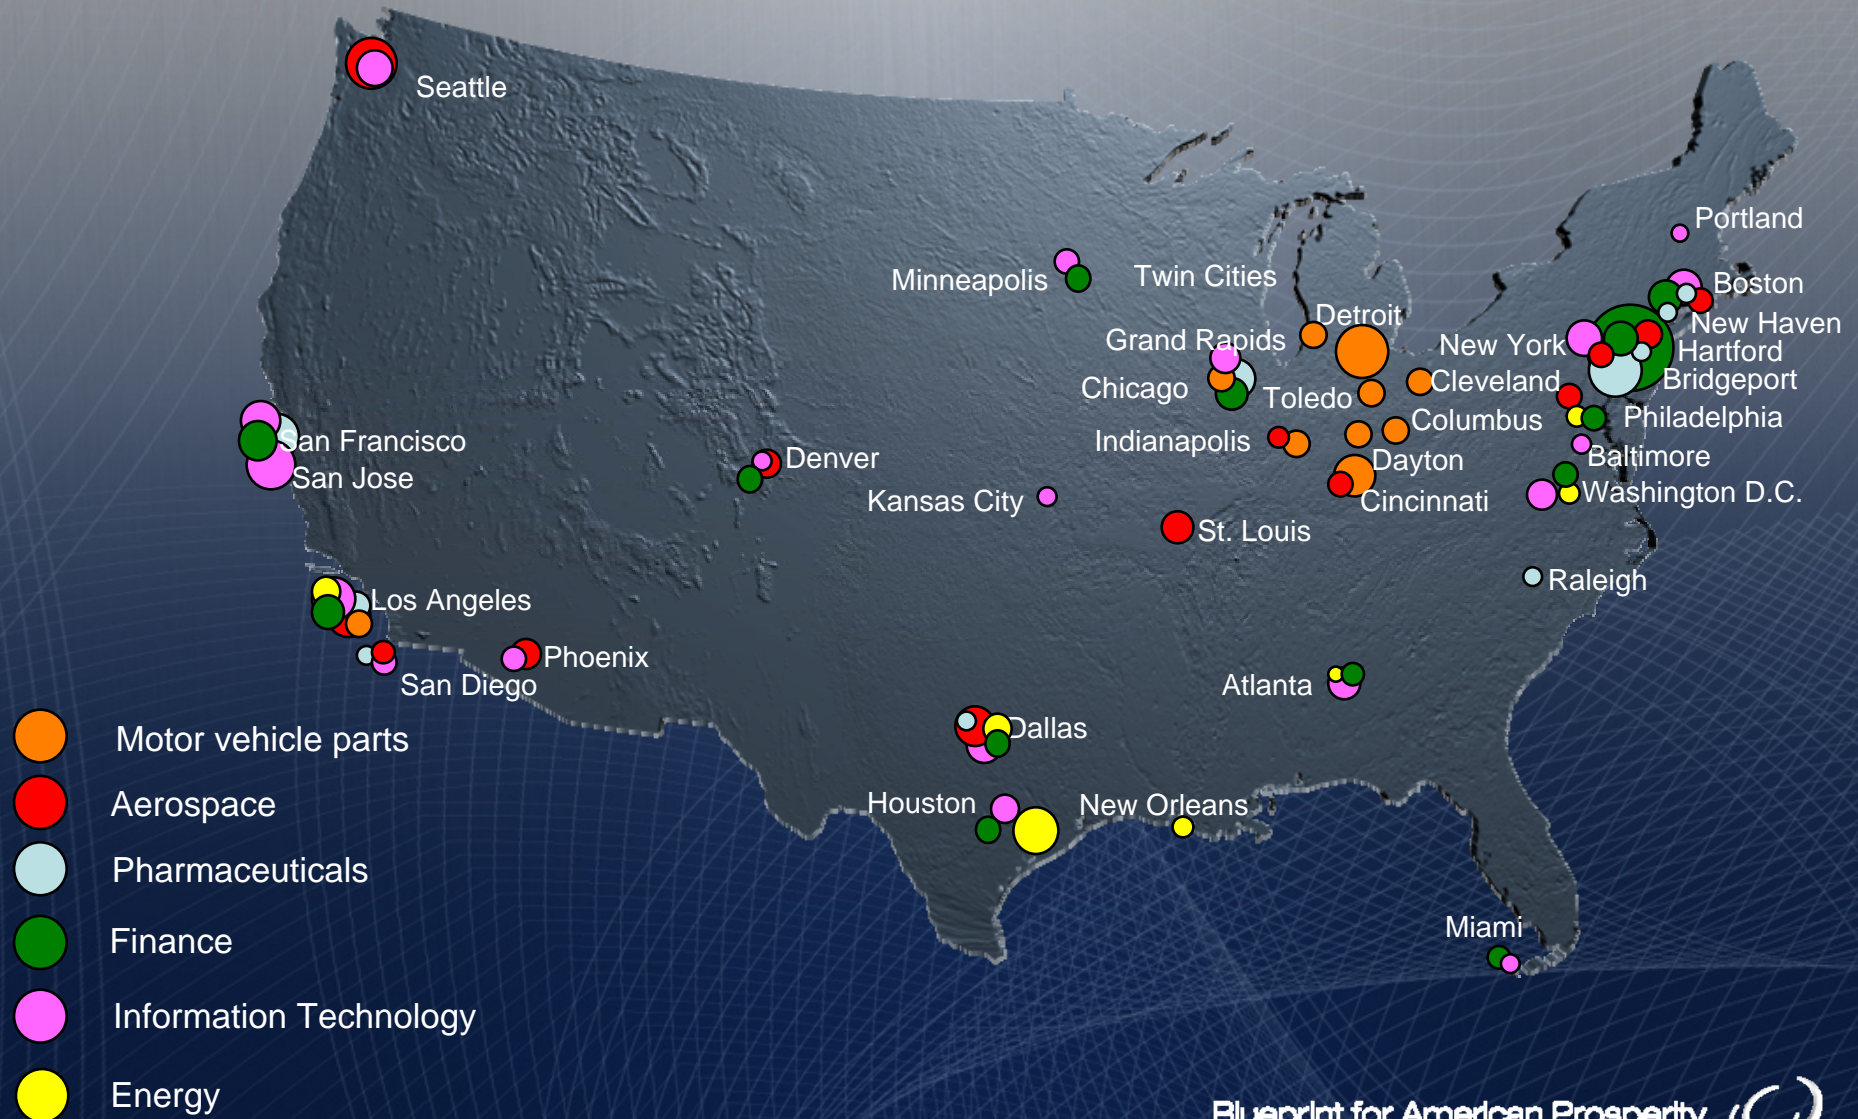 Seattle
Portland
Minneapolis
Twin Cities
Boston
Detroit
New Haven
Grand Rapids
New York
Hartford
Chicago
Toledo
Cleveland
Bridgeport
Columbus
Philadelphia
San Francisco
Indianapolis
Denver
Dayton
Baltimore
San Jose
Kansas City
Cincinnati
Washington D.C.
St. Louis
Raleigh
Los Angeles
Phoenix
San Diego
Atlanta
Dallas
Houston
New Orleans
Miami
Motor vehicle parts
Aerospace
Pharmaceuticals
Finance
Information Technology
Energy
Blueprint for American Prosperity